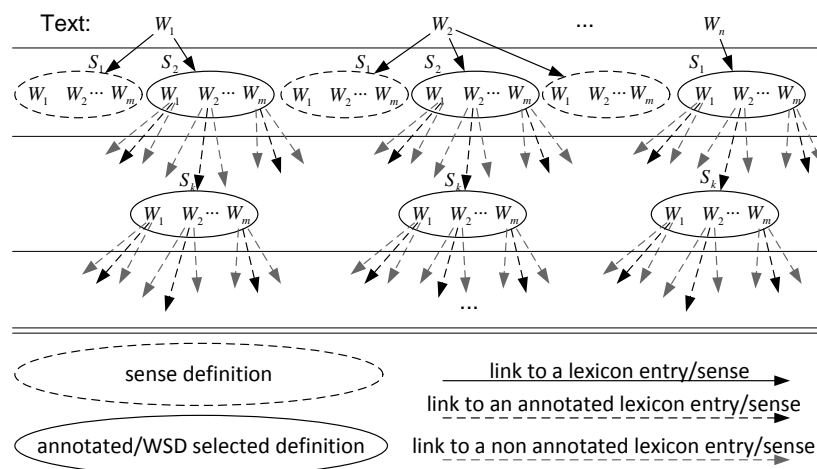 Text: W1 W2 ... Wn
S1 S2 S1 S2 S1
W1 W2 ... Wm W1 W2 ... Wm W1 W2 ... Wm W1 W2 ... Wm W1 W2 ... Wm W1 W2 ... Wm
Sk Sk Sk
W1 W2 ... Wm W1 W2 ... Wm W1 W2 ... Wm
...
sense definition
annotated/WSD selected definition
link to a lexicon entry/sense
link to an annotated lexicon entry/sense
link to a non annotated lexicon entry/sense